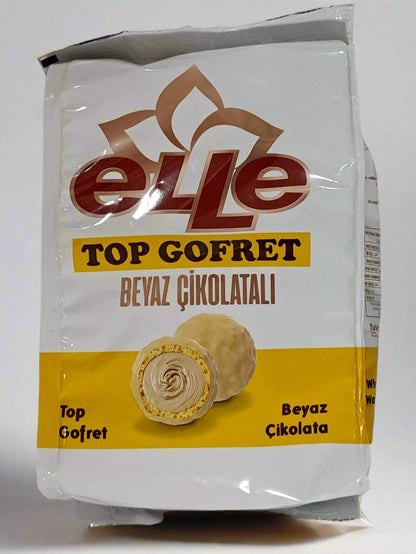 eLLe
TOP GOFRET
BEYAZ ÇİKOLATALI
Top
Gofret
Beyaz
Çikolata